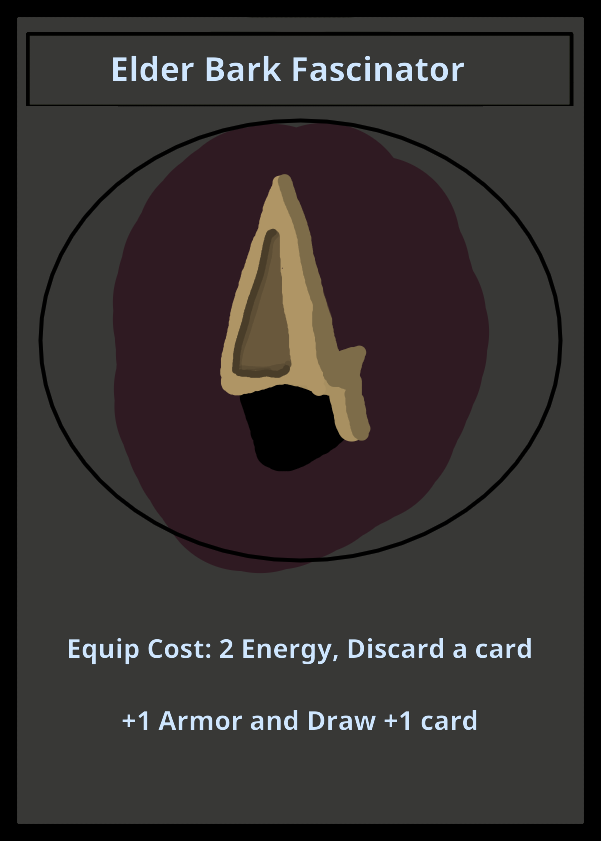 Elder Bark Fascinator
Equip Cost: 2 Energy, Discard a card
+1 Armor and Draw +1 card